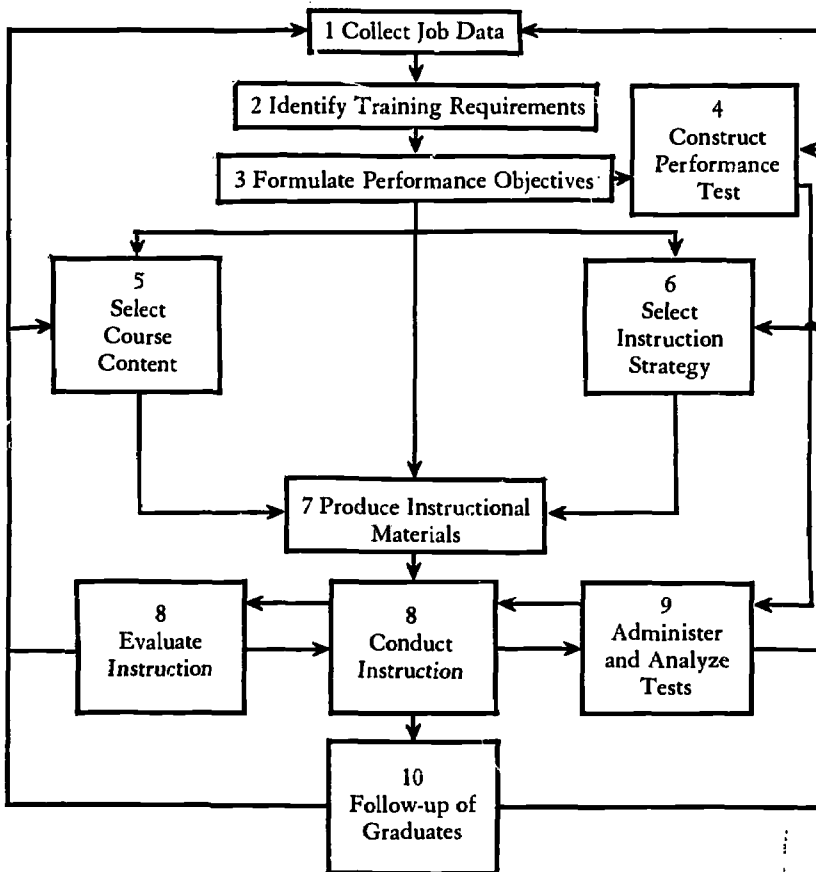 1 Collect Job Data
2 Identify Training Requirements
3 Formulate Performance Objectives
4
Construct
Performance
Test
5
Select
Course
Content
6
Select
Instruction
Strategy
7 Produce Instructional
Materials
8
Evaluate
Instruction
8
Conduct
Instruction
9
Administer
and Analyze
Tests
10
Follow-up of
Graduates